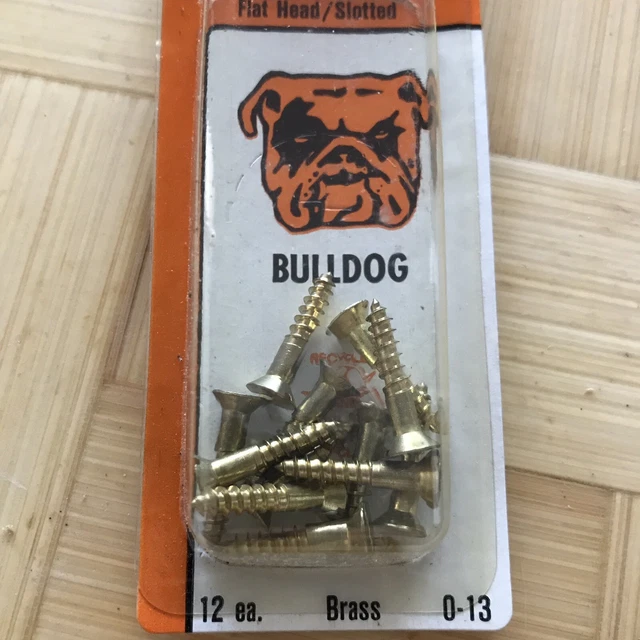 Flat Head/Slotted
BULLDOG
12 ea. Brass 0-13